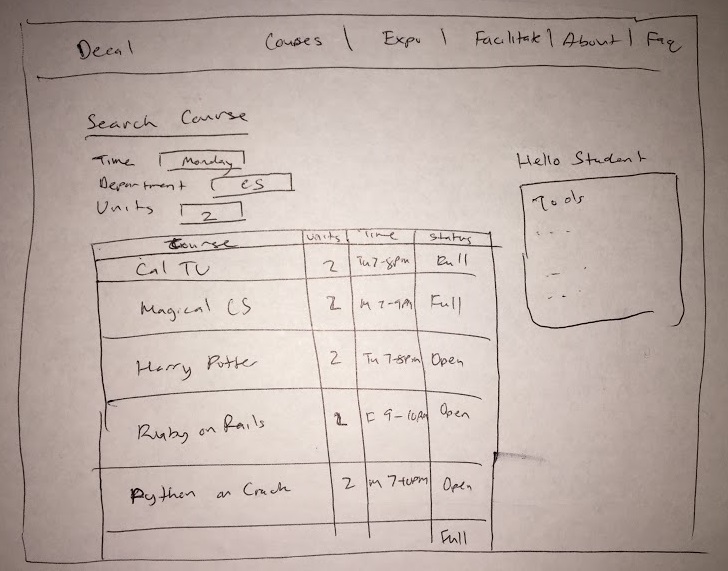 Decal Courses | Expo | Facilitate | About | Faq
Search Course
Time Monday
Department CS
Units 2
Hello Student
Tools
Course Units Time Status
Cal TV 2 Tu 7-8pm Full
Magical CS 2 M 7-9 Full
Harry Potter 2 Tu 7-8pm Open
Ruby on Rails 2 9-10 Open
Python on Crack 2 M 7-10pm Open
Full